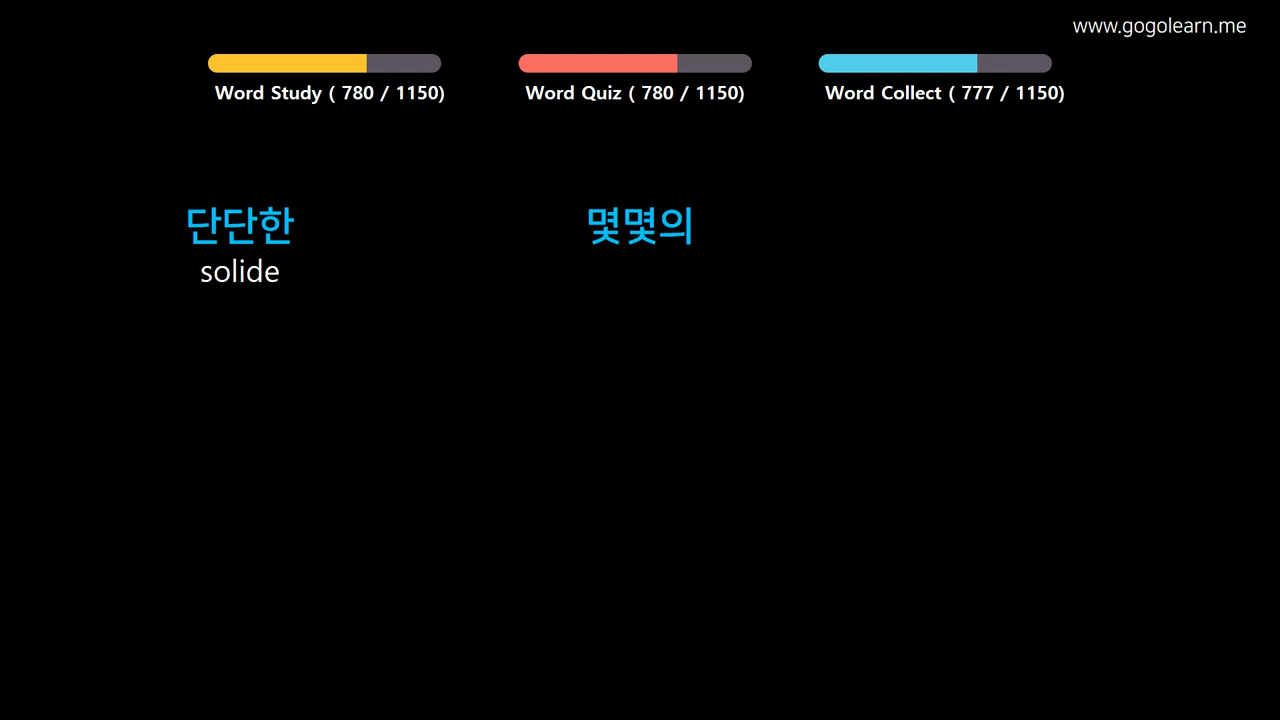 www.gogolearn.me
Word Study ( 780 / 1150)
Word Quiz ( 780 / 1150)
Word Collect ( 777 / 1150)
단단한
몇몇의
solide